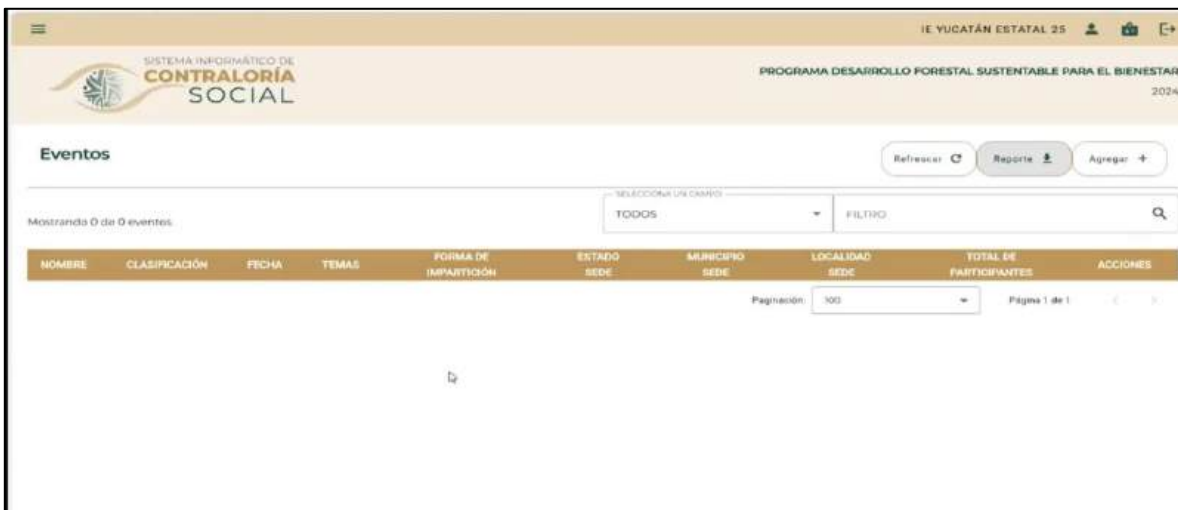 IE YUCATÁN ESTATAL 25
SISTEMA INFORMÁTICO DE
CONTRALORÍA
SOCIAL
PROGRAMA DESARROLLO FORESTAL SUSTENTABLE PARA EL BIENESTAR
2024
Eventos
Refrescar
Reporte
Agregar +
SELECCIONA UN CAMPO
Mostrando 0 de 0 eventos
TODOS
FILTRO
NOMBRE CLASIFICACIÓN FECHA TEMAS FORMA DE IMPARTICIÓN ESTADO SEDE MUNICIPIO SEDE LOCALIDAD SEDE TOTAL DE PARTICIPANTES ACCIONES
Paginación: 100 Página 1 de 1